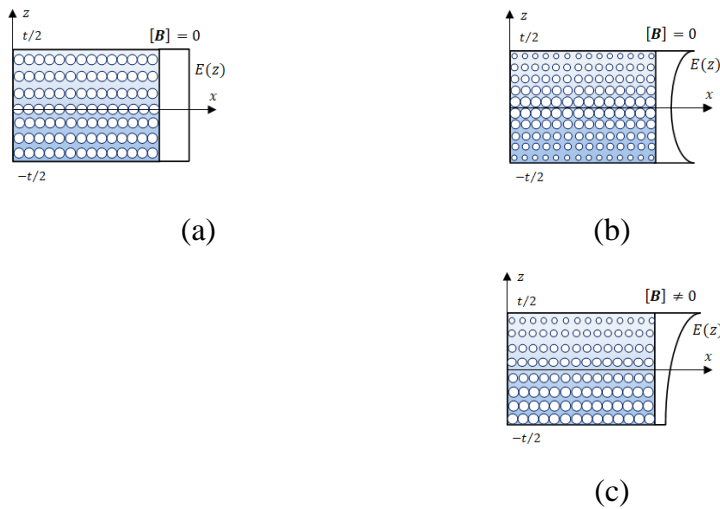 z
t/2
[B] = 0
E(z)
x
−t/2
(a)
z
t/2
[B] = 0
E(z)
x
−t/2
(b)
z
t/2
[B] ≠ 0
E(z)
x
−t/2
(c)